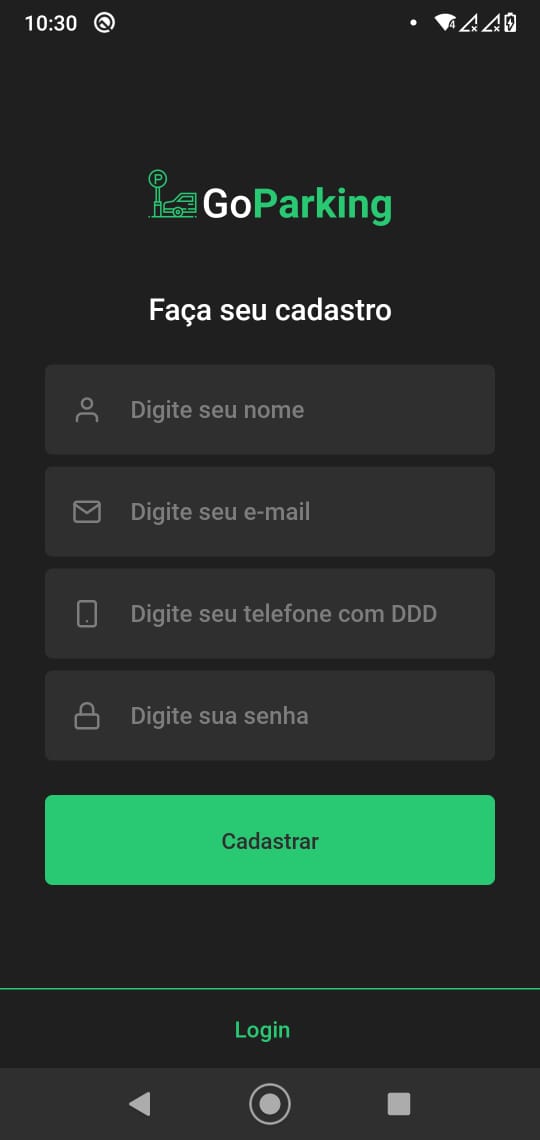 10:30
P
GoParking
Faça seu cadastro
Digite seu nome
Digite seu e-mail
Digite seu telefone com DDD
Digite sua senha
Cadastrar
Login